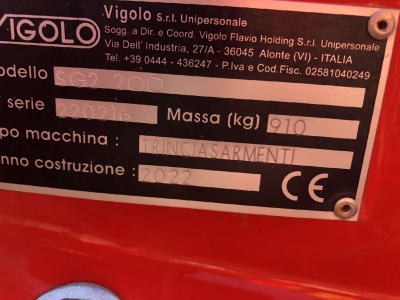 VIGOLO
Vigolo s.r.l. Unipersonale
Sogg. a Dir. e Coord. Vigolo Flavio Holding S.r.l. Unipersonale
Via Dell' Industria, 27/A - 36045 Alonte (VI) - ITALIA
Tel. +39 0444 - 436247 - P.Iva e Cod.Fisc. 02581040249
odello SG2 200
serie 220216 Massa (kg) 910
po macchina : TRINCIASARMENTI
nno costruzione : 2022 CE